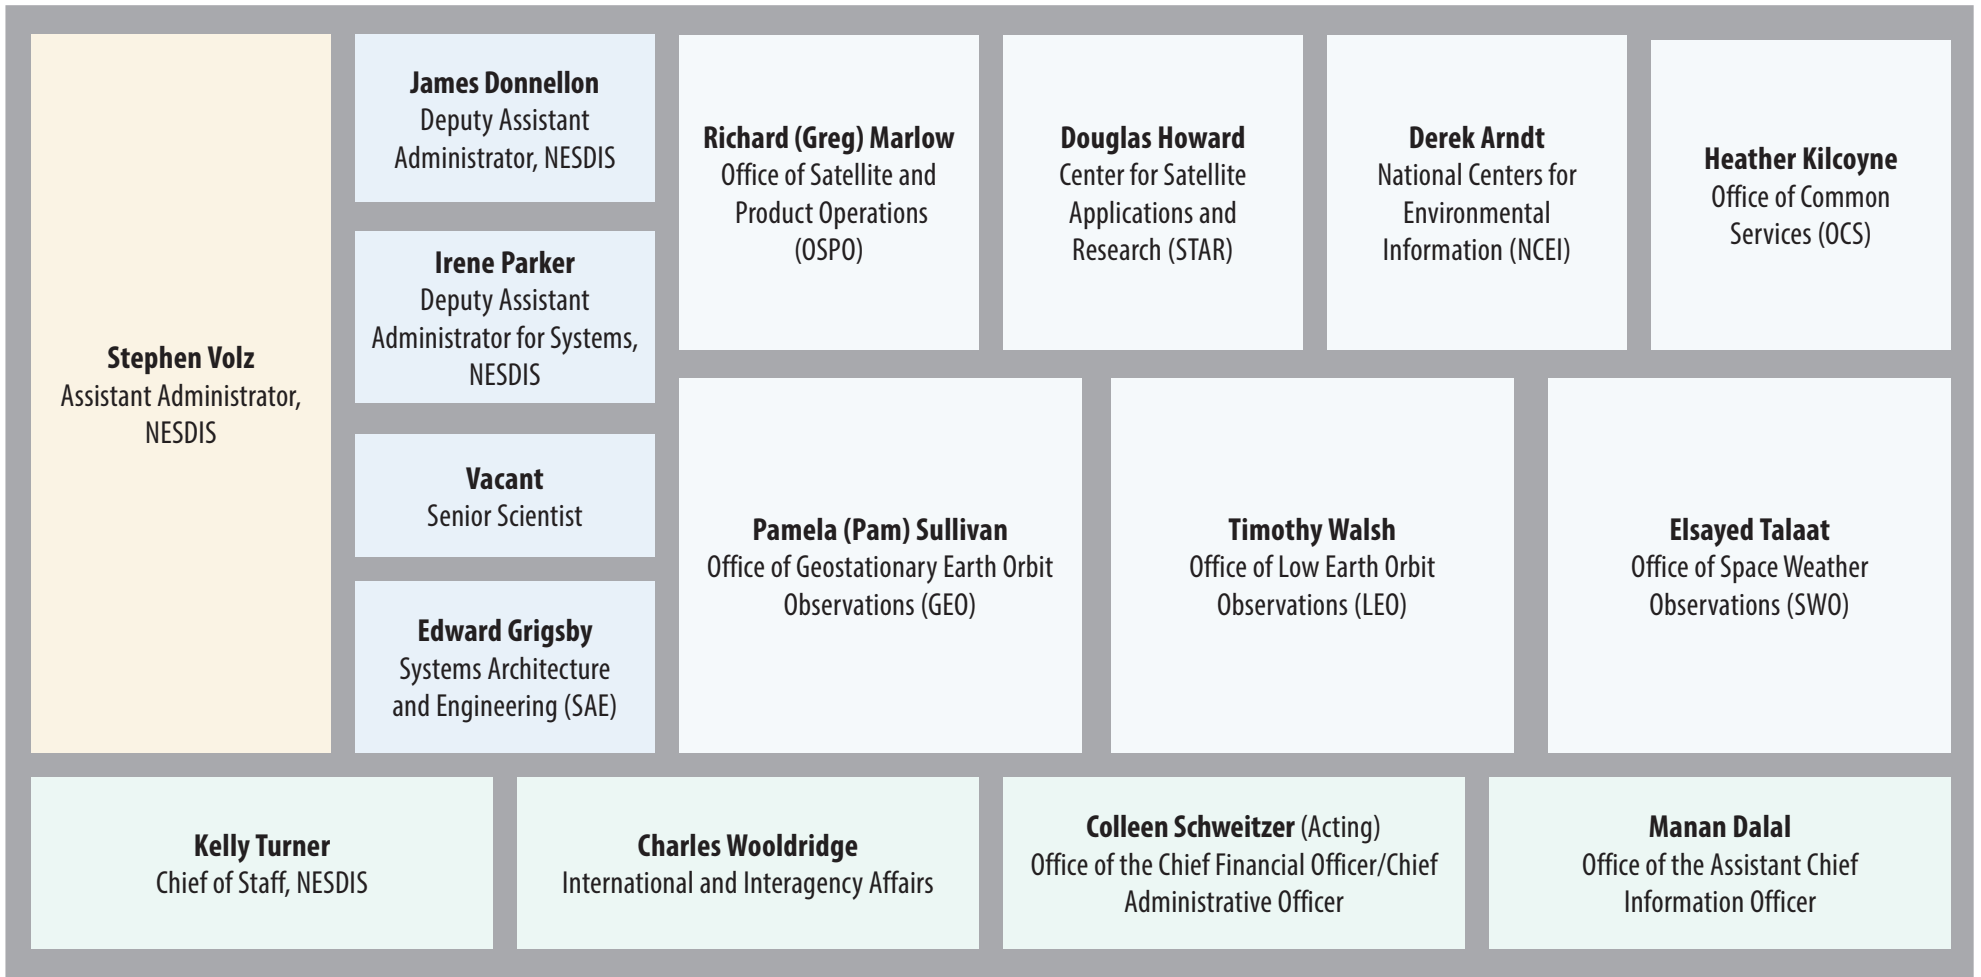 Stephen Volz
Assistant Administrator,
NESDIS
James Donnellon
Deputy Assistant
Administrator, NESDIS
Irene Parker
Deputy Assistant
Administrator for Systems,
NESDIS
Vacant
Senior Scientist
Edward Grigsby
Systems Architecture
and Engineering (SAE)
Richard (Greg) Marlow
Office of Satellite and
Product Operations
(OSPO)
Douglas Howard
Center for Satellite
Applications and
Research (STAR)
Derek Arndt
National Centers for
Environmental
Information (NCEI)
Heather Kilcoyne
Office of Common
Services (OCS)
Pamela (Pam) Sullivan
Office of Geostationary Earth Orbit
Observations (GEO)
Timothy Walsh
Office of Low Earth Orbit
Observations (LEO)
Elsayed Talaat
Office of Space Weather
Observations (SWO)
Kelly Turner
Chief of Staff, NESDIS
Charles Wooldridge
International and Interagency Affairs
Colleen Schweitzer (Acting)
Office of the Chief Financial Officer/Chief
Administrative Officer
Manan Dalal
Office of the Assistant Chief
Information Officer